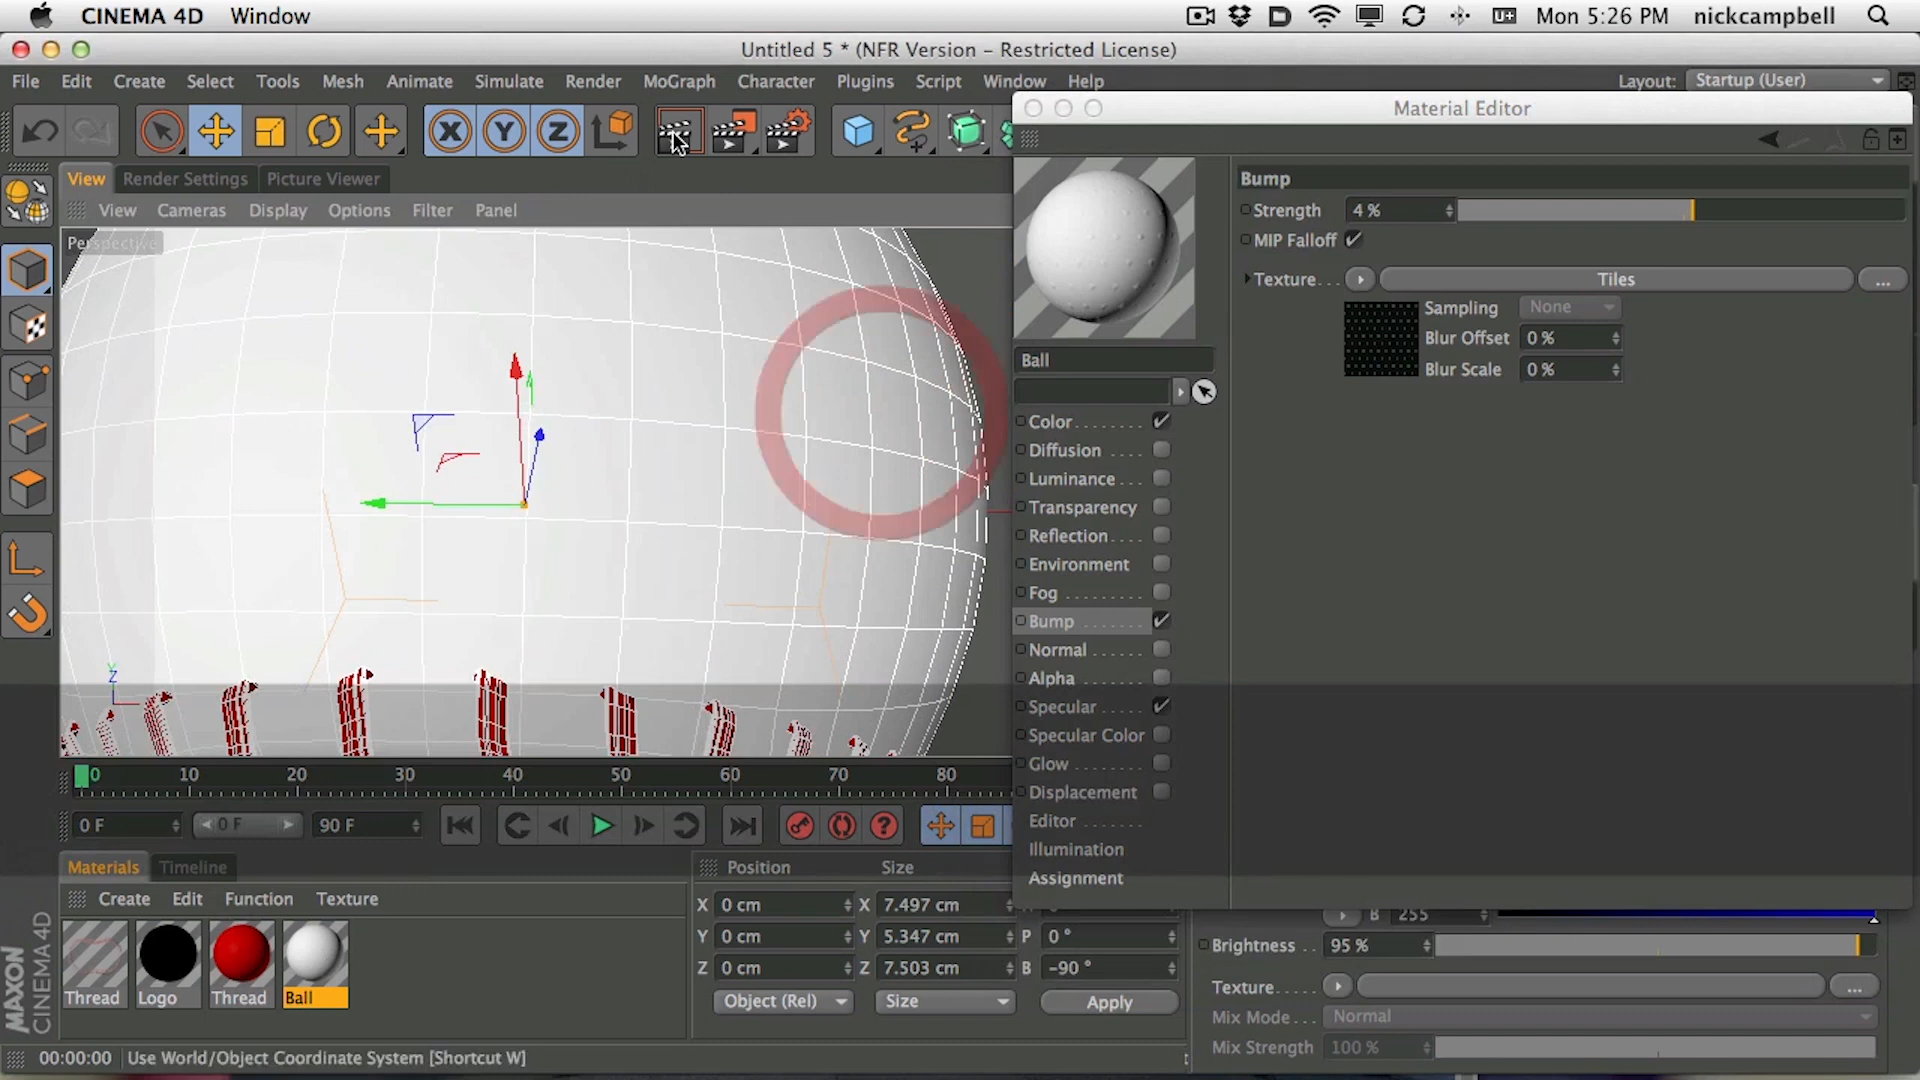 CINEMA 4D Window Mon 5:26 PM nickcampbell
Untitled 5 * (NFR Version – Restricted License)
File Edit Create Select Tools Mesh Animate Simulate Render MoGraph Character Plugins Script Window Help Layout: Startup (User)
Material Editor
X Y Z
View Render Settings Picture Viewer
View Cameras Display Options Filter Panel
Perspective
Bump
Strength 4 %
MIP Falloff
Texture... Tiles ...
Sampling None
Blur Offset 0 %
Blur Scale 0 %
Ball
Color........
Diffusion ....
Luminance...
Transparency
Reflection....
Environment
Fog ........
Bump .......
Normal ......
Alpha .......
Specular .....
Specular Color
Glow .......
Displacement
Editor .......
Illumination
Assignment
Y
Z
0 10 20 30 40 50 60 70 80
0 F 0 F 90 F
Materials Timeline
Create Edit Function Texture
Thread Logo Thread Ball
Position Size
X 0 cm X 7.497 cm
Y 0 cm Y 5.347 cm P 0 °
Z 0 cm Z 7.503 cm B -90 °
Object (Rel) Size Apply
B 255
Brightness .. 95 %
Texture..... ...
Mix Mode... Normal
Mix Strength 100 %
MAXON
CINEMA 4D
00:00:00 Use World/Object Coordinate System [Shortcut W]